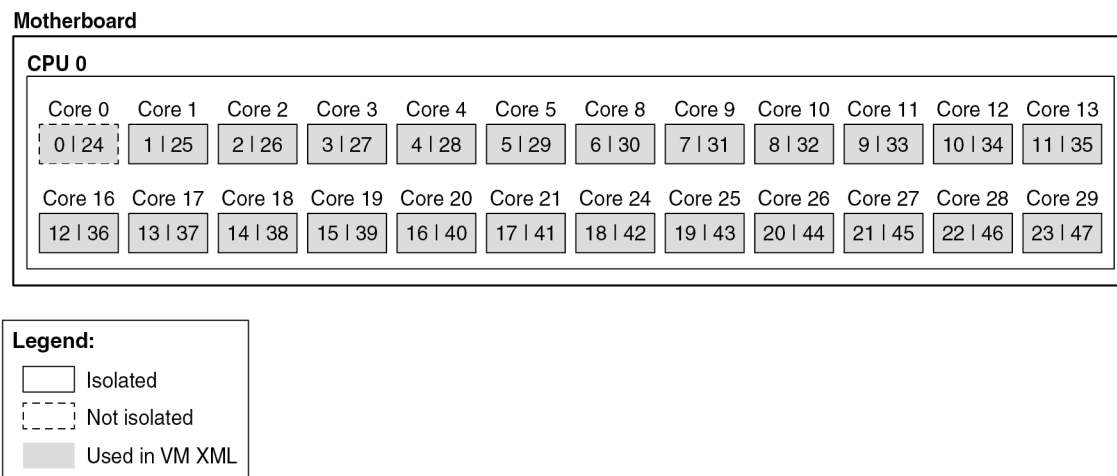 Motherboard
CPU 0
Core 0 Core 1 Core 2 Core 3 Core 4 Core 5 Core 8 Core 9 Core 10 Core 11 Core 12 Core 13
0 | 24 1 | 25 2 | 26 3 | 27 4 | 28 5 | 29 6 | 30 7 | 31 8 | 32 9 | 33 10 | 34 11 | 35
Core 16 Core 17 Core 18 Core 19 Core 20 Core 21 Core 24 Core 25 Core 26 Core 27 Core 28 Core 29
12 | 36 13 | 37 14 | 38 15 | 39 16 | 40 17 | 41 18 | 42 19 | 43 20 | 44 21 | 45 22 | 46 23 | 47
Legend:
Isolated
Not isolated
Used in VM XML